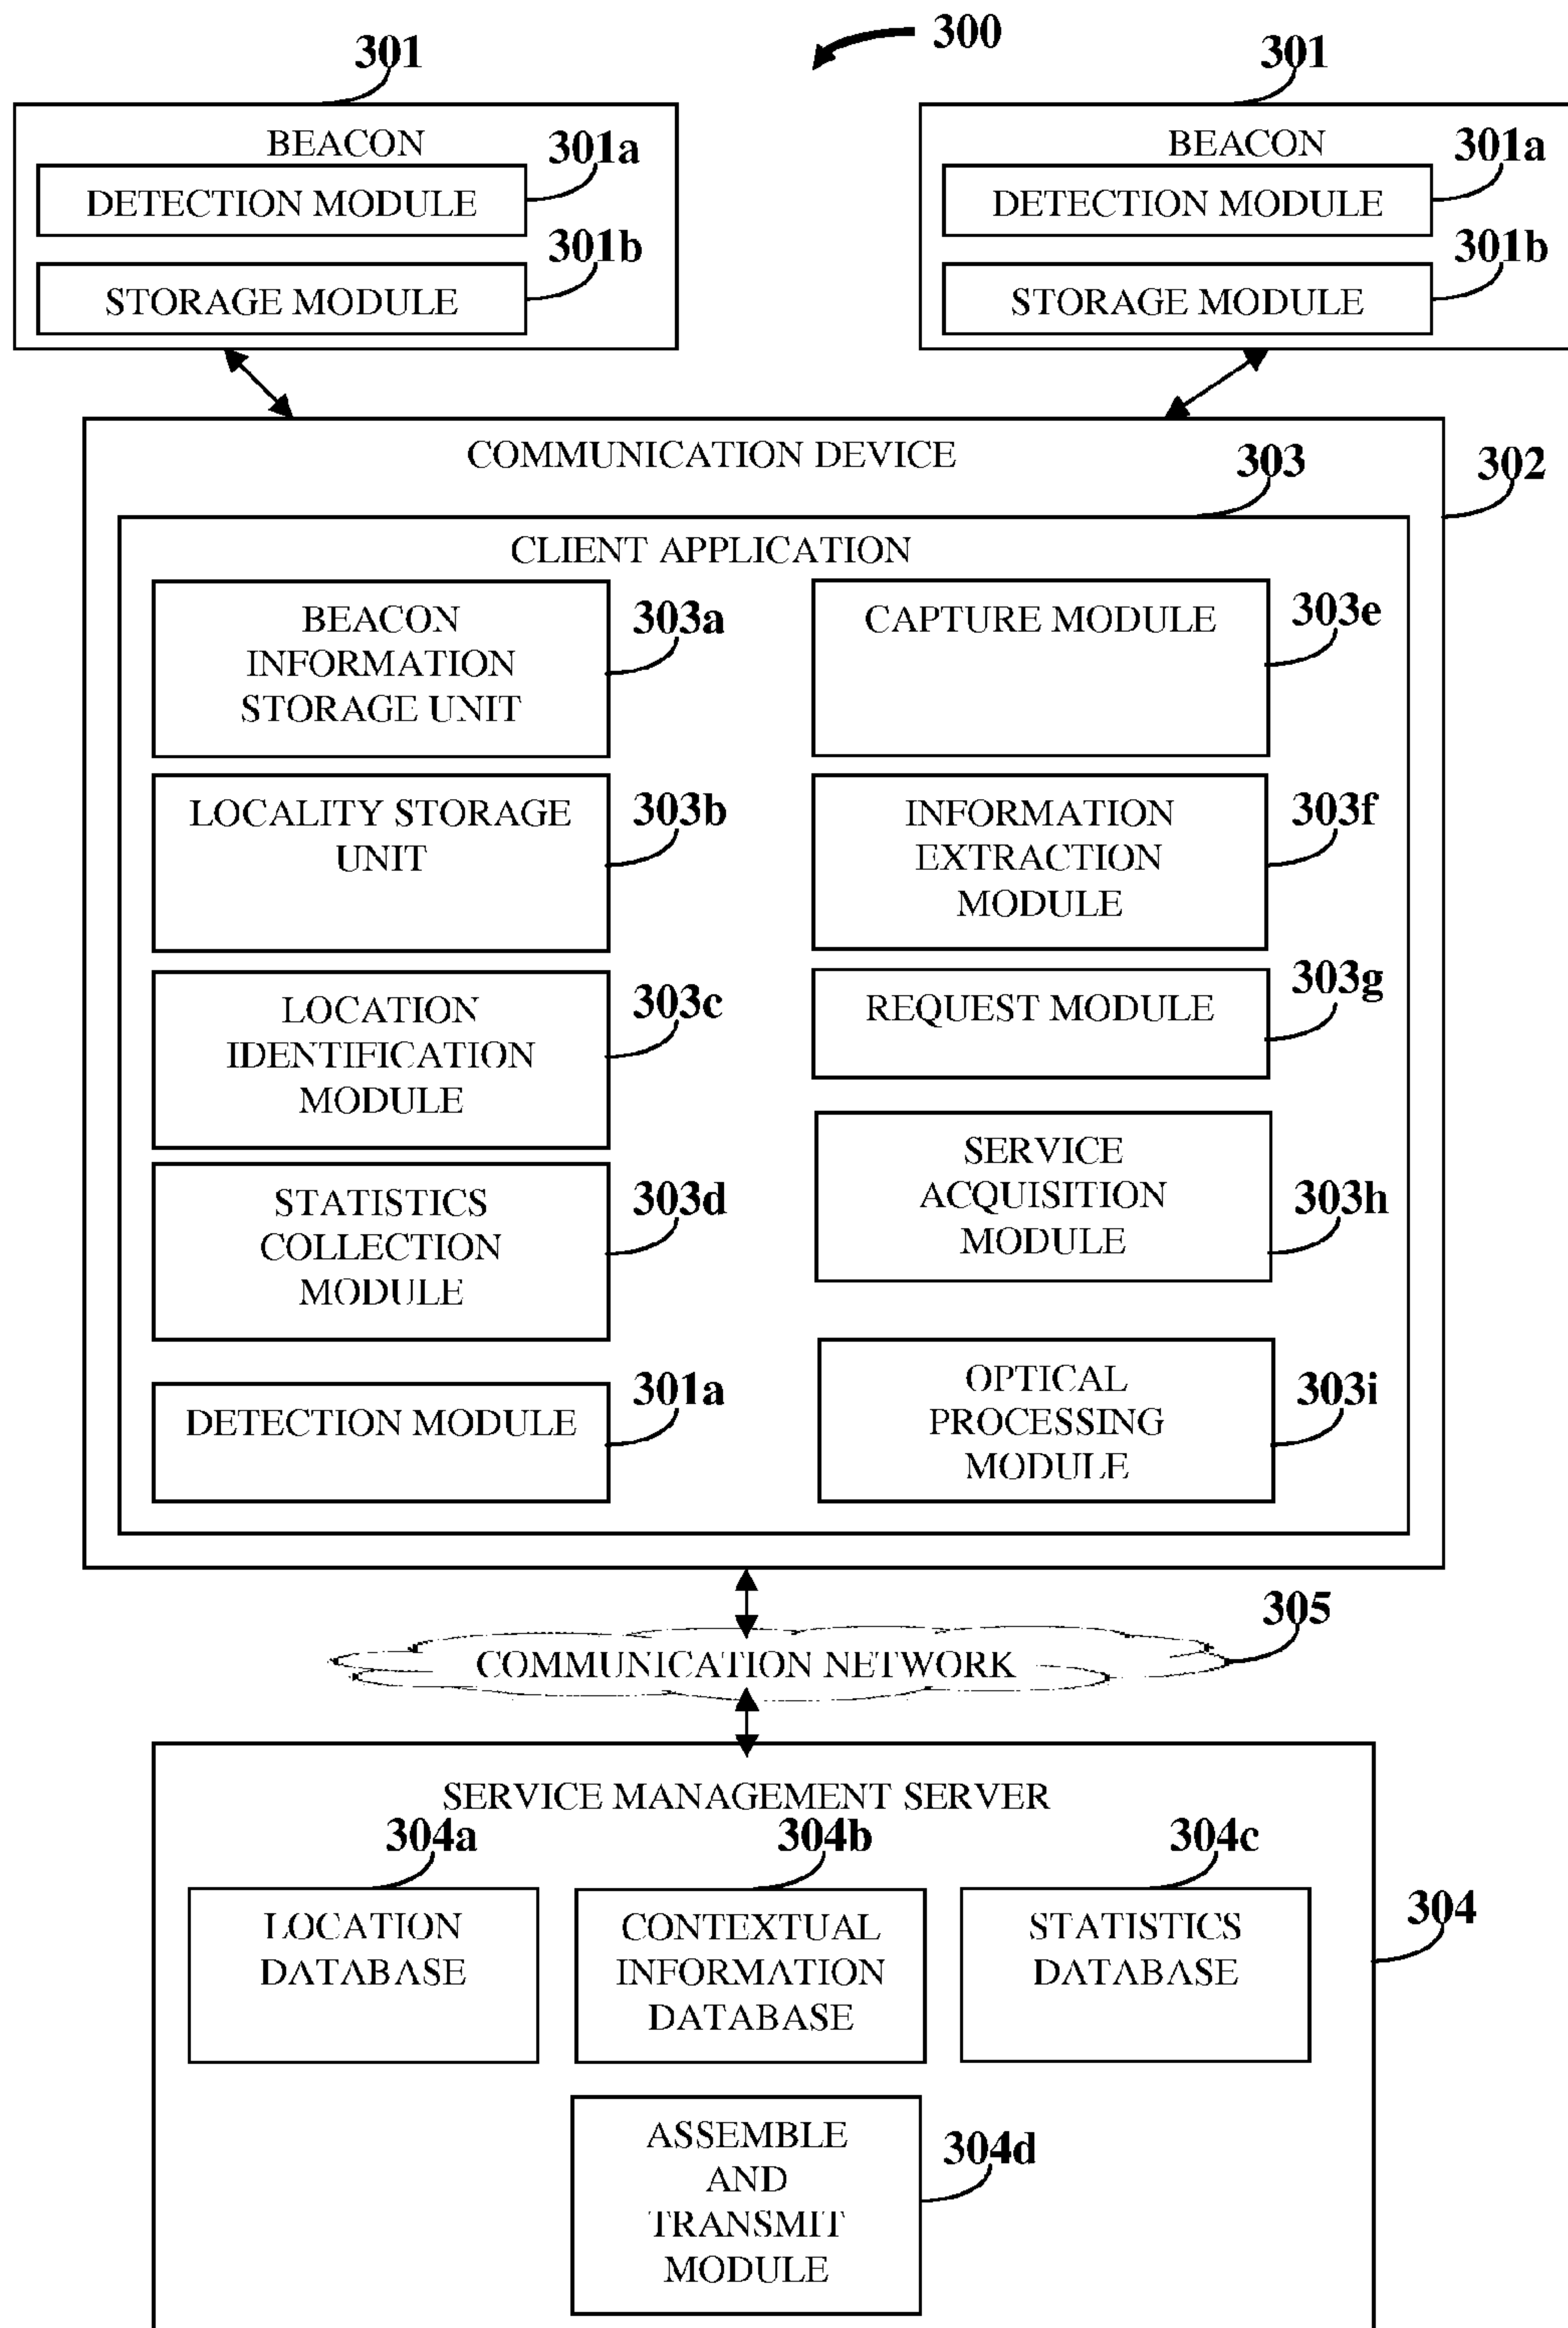 300
301
301
BEACON
301a
DETECTION MODULE
301b
STORAGE MODULE
BEACON
301a
DETECTION MODULE
301b
STORAGE MODULE
COMMUNICATION DEVICE
303
302
CLIENT APPLICATION
BEACON
INFORMATION
STORAGE UNIT
303a
CAPTURE MODULE
303e
LOCALITY STORAGE
UNIT
303b
INFORMATION
EXTRACTION
MODULE
303f
LOCATION
IDENTIFICATION
MODULE
303c
REQUEST MODULE
303g
STATISTICS
COLLECTION
MODULE
303d
SERVICE
ACQUISITION
MODULE
303h
DETECTION MODULE
301a
OPTICAL
PROCESSING
MODULE
303i
305
COMMUNICATION NETWORK
SERVICE MANAGEMENT SERVER
304a
304b
304c
304
LOCATION
DATABASE
CONTEXTUAL
INFORMATION
DATABASE
STATISTICS
DATABASE
ASSEMBLE
AND
TRANSMIT
MODULE
304d